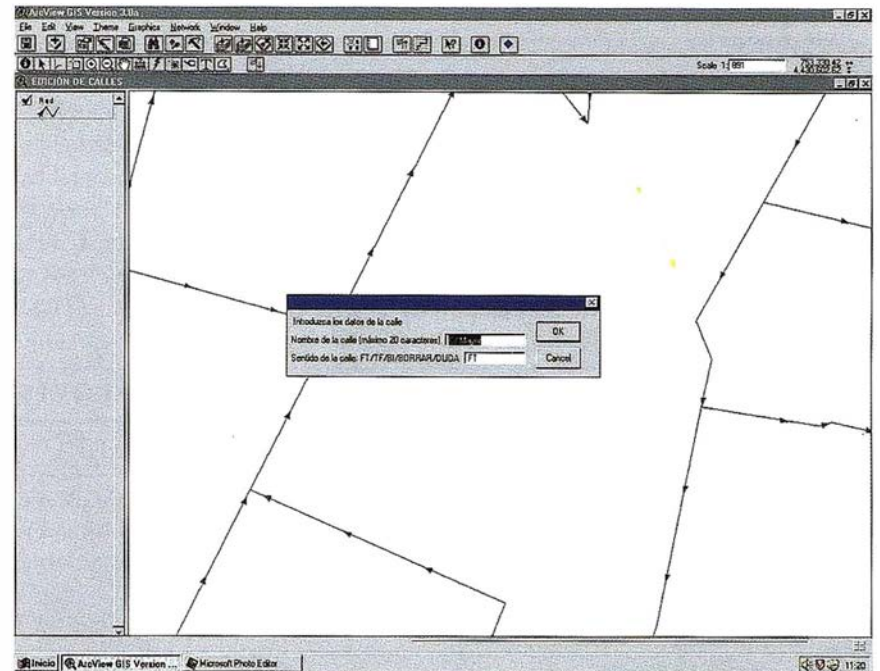 ArcView GIS Version 3.0a
File Edit View Theme Graphics Network Window Help
Scale 1: 891
EDICIÓN DE CALLES
Red
Introduzca los datos de la calle
Nombre de la calle (máximo 20 caracteres)
OK
Sentido de la calle: FT/TF/BI/BORRAR/DUDA FT
Cancel
Inicio ArcView GIS Version ... Microsoft Photo Editor 11:20